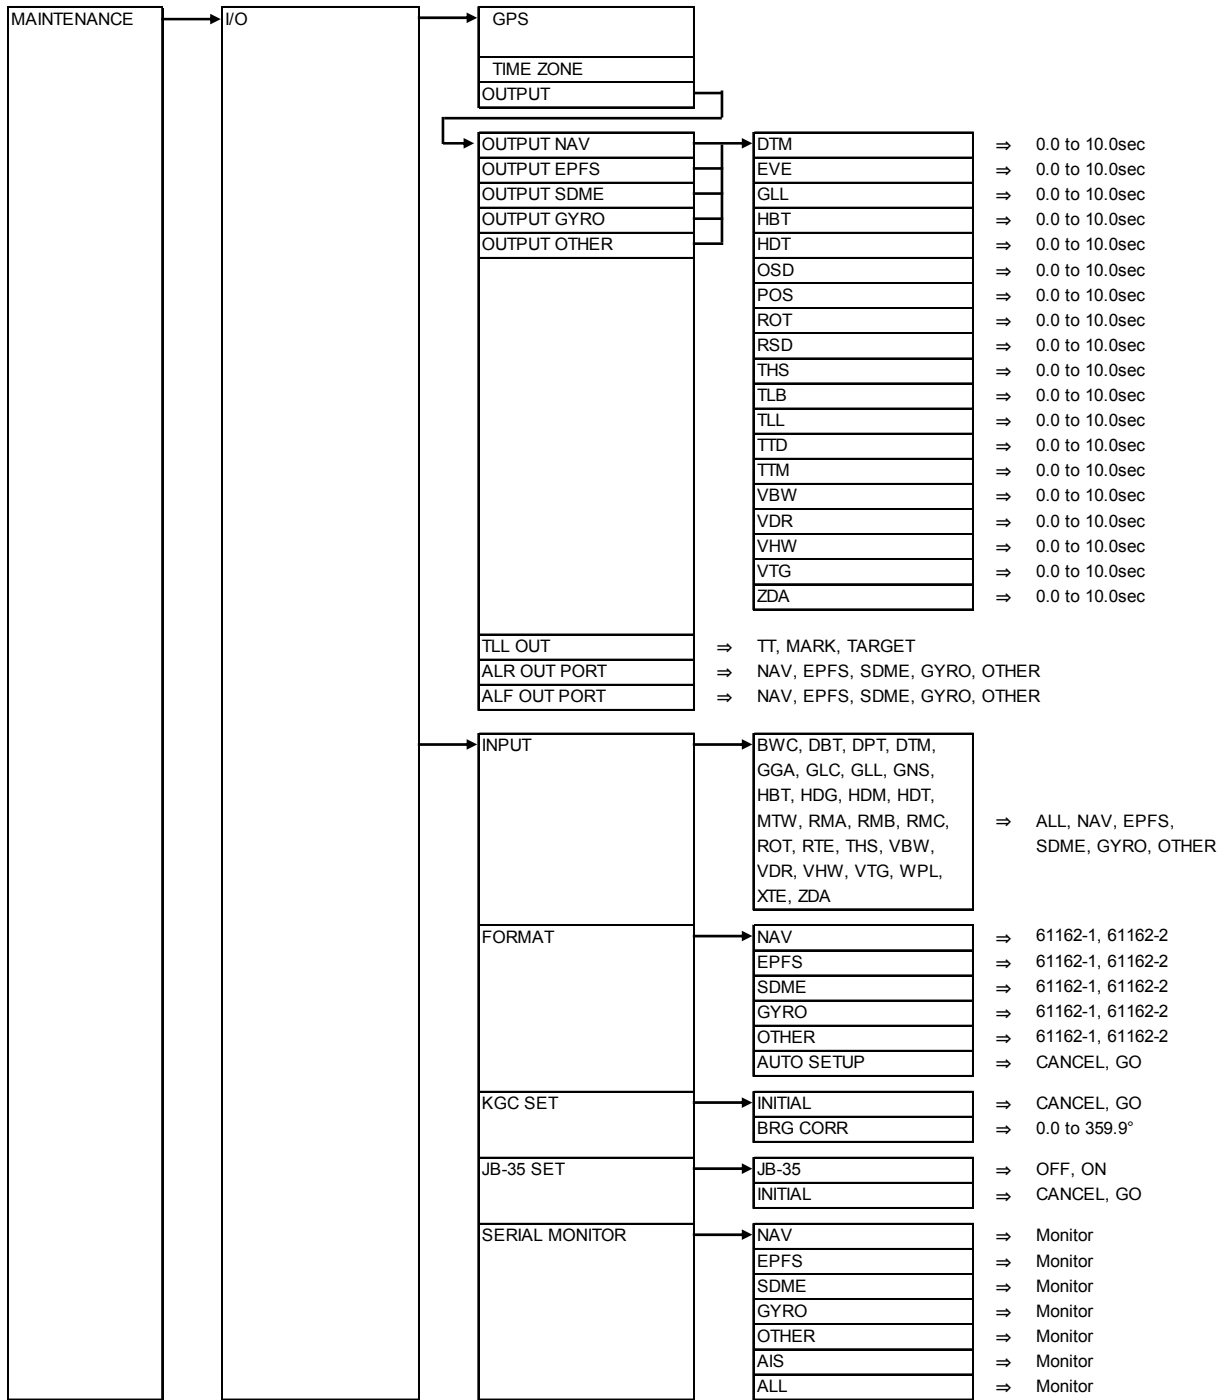 MAINTENANCE I/O GPS
TIME ZONE
OUTPUT
OUTPUT NAV DTM ⇒ 0.0 to 10.0sec
OUTPUT EPFS EVE ⇒ 0.0 to 10.0sec
OUTPUT SDME GLL ⇒ 0.0 to 10.0sec
OUTPUT GYRO HBT ⇒ 0.0 to 10.0sec
OUTPUT OTHER HDT ⇒ 0.0 to 10.0sec
OSD ⇒ 0.0 to 10.0sec
POS ⇒ 0.0 to 10.0sec
ROT ⇒ 0.0 to 10.0sec
RSD ⇒ 0.0 to 10.0sec
THS ⇒ 0.0 to 10.0sec
TLB ⇒ 0.0 to 10.0sec
TLL ⇒ 0.0 to 10.0sec
TTD ⇒ 0.0 to 10.0sec
TTM ⇒ 0.0 to 10.0sec
VBW ⇒ 0.0 to 10.0sec
VDR ⇒ 0.0 to 10.0sec
VHW ⇒ 0.0 to 10.0sec
VTG ⇒ 0.0 to 10.0sec
ZDA ⇒ 0.0 to 10.0sec
TLL OUT ⇒ TT, MARK, TARGET
ALR OUT PORT ⇒ NAV, EPFS, SDME, GYRO, OTHER
ALF OUT PORT ⇒ NAV, EPFS, SDME, GYRO, OTHER
INPUT BWC, DBT, DPT, DTM,
GGA, GLC, GLL, GNS,
HBT, HDG, HDM, HDT,
MTW, RMA, RMB, RMC, ⇒ ALL, NAV, EPFS,
ROT, RTE, THS, VBW, SDME, GYRO, OTHER
VDR, VHW, VTG, WPL,
XTE, ZDA
FORMAT NAV ⇒ 61162-1, 61162-2
EPFS ⇒ 61162-1, 61162-2
SDME ⇒ 61162-1, 61162-2
GYRO ⇒ 61162-1, 61162-2
OTHER ⇒ 61162-1, 61162-2
AUTO SETUP ⇒ CANCEL, GO
KGC SET INITIAL ⇒ CANCEL, GO
BRG CORR ⇒ 0.0 to 359.9°
JB-35 SET JB-35 ⇒ OFF, ON
INITIAL ⇒ CANCEL, GO
SERIAL MONITOR NAV ⇒ Monitor
EPFS ⇒ Monitor
SDME ⇒ Monitor
GYRO ⇒ Monitor
OTHER ⇒ Monitor
AIS ⇒ Monitor
ALL ⇒ Monitor